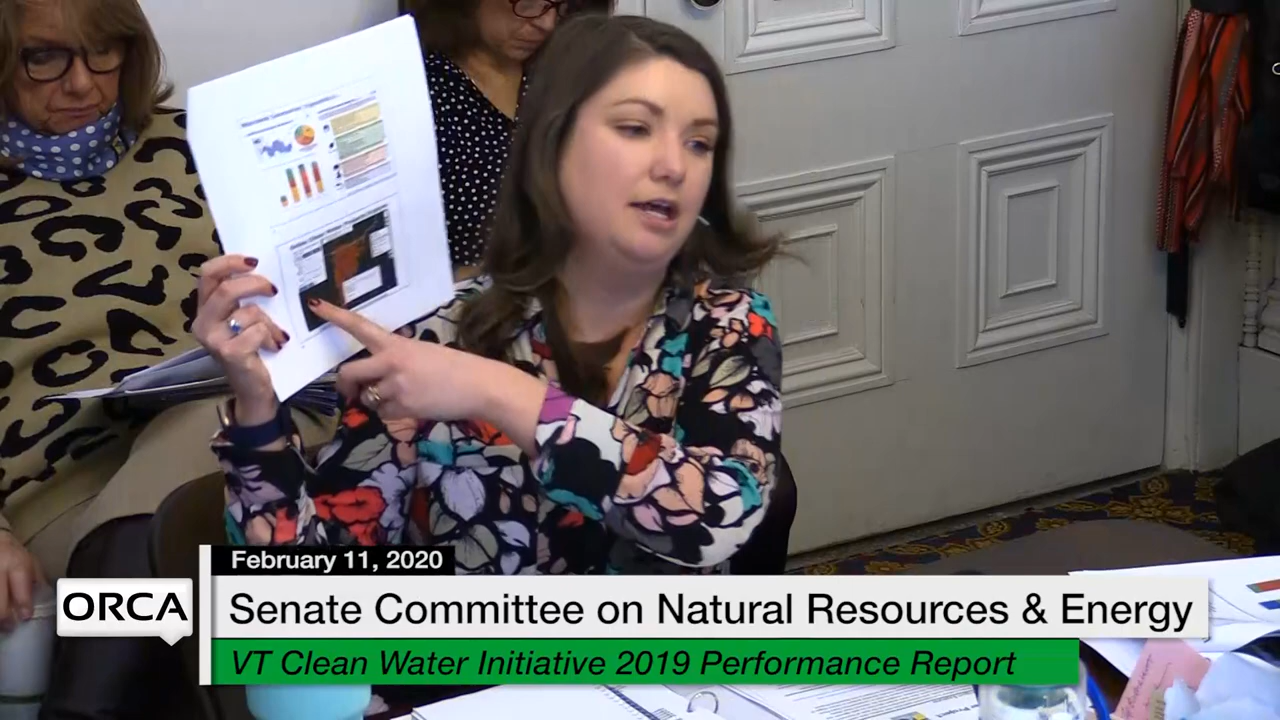 February 11, 2020
ORCA
Senate Committee on Natural Resources & Energy
VT Clean Water Initiative 2019 Performance Report